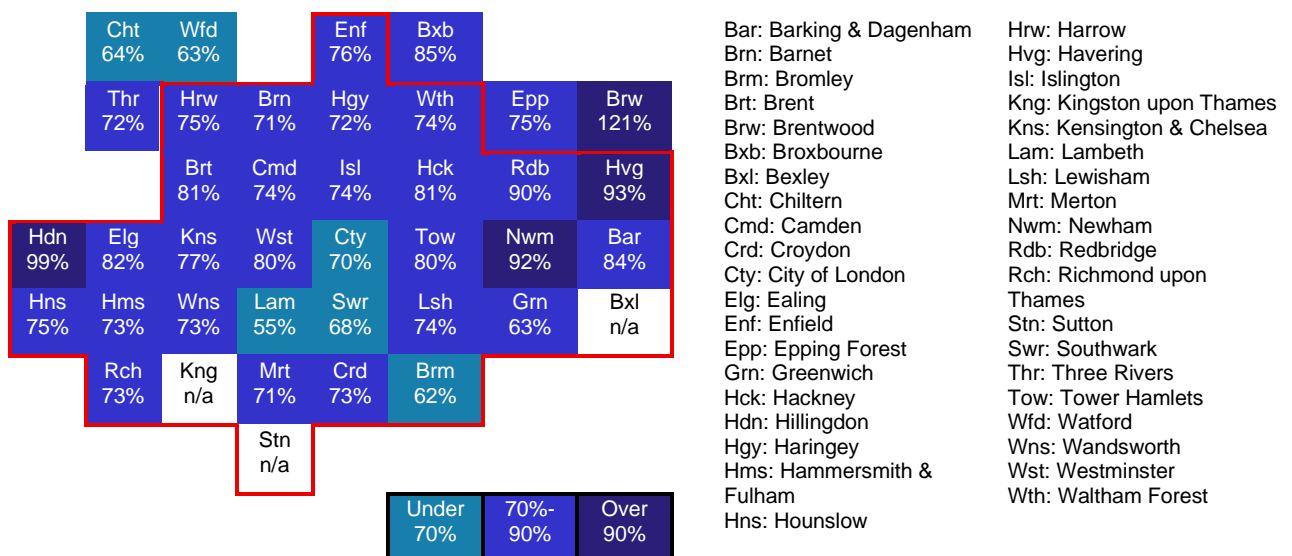 Cht Wfd Enf Bxb
64% 63% 76% 85%
Thr Hrw Brn Hgy Wth Epp Brw
72% 75% 71% 72% 74% 75% 121%
Brt Cmd Isl Hck Rdb Hvg
81% 74% 74% 81% 90% 93%
Hdn Elg Kns Wst Cty Tow Nwm Bar
99% 82% 77% 80% 70% 80% 92% 84%
Hns Hms Wns Lam Swr Lsh Grn Bxl
75% 73% 73% 55% 68% 74% 63% n/a
Rch Kng Mrt Crd Brm
73% n/a 71% 73% 62%
Stn
n/a
Under 70%- Over
70% 90% 90%
Bar: Barking & Dagenham
Brn: Barnet
Brm: Bromley
Brt: Brent
Brw: Brentwood
Bxb: Broxbourne
Bxl: Bexley
Cht: Chiltern
Cmd: Camden
Crd: Croydon
Cty: City of London
Elg: Ealing
Enf: Enfield
Epp: Epping Forest
Grn: Greenwich
Hck: Hackney
Hdn: Hillingdon
Hgy: Haringey
Hms: Hammersmith &
Fulham
Hns: Hounslow
Hrw: Harrow
Hvg: Havering
Isl: Islington
Kng: Kingston upon Thames
Kns: Kensington & Chelsea
Lam: Lambeth
Lsh: Lewisham
Mrt: Merton
Nwm: Newham
Rdb: Redbridge
Rch: Richmond upon
Thames
Stn: Sutton
Swr: Southwark
Thr: Three Rivers
Tow: Tower Hamlets
Wfd: Watford
Wns: Wandsworth
Wst: Westminster
Wth: Waltham Forest